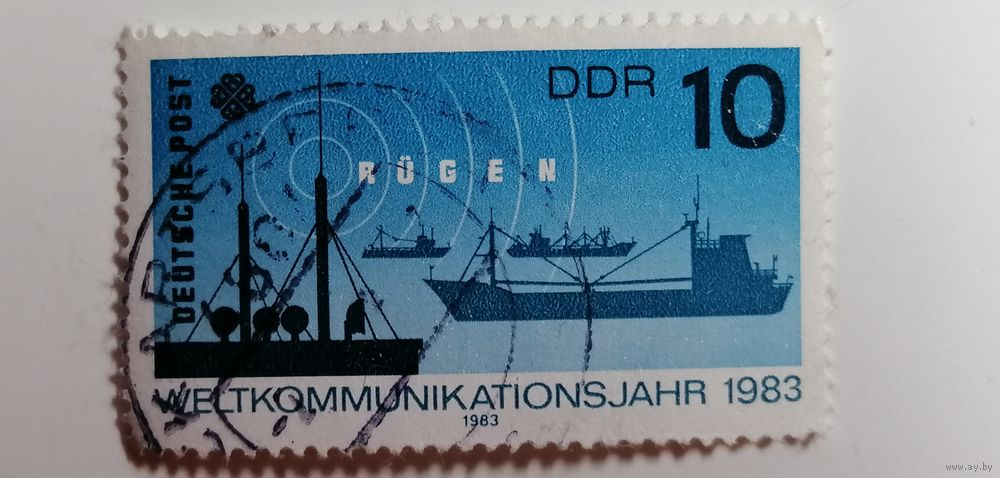 DEUTSCHE POST
DDR 10
RÜGEN
WELTKOMMUNIKATIONSJAHR 1983
1983
www.ay.by